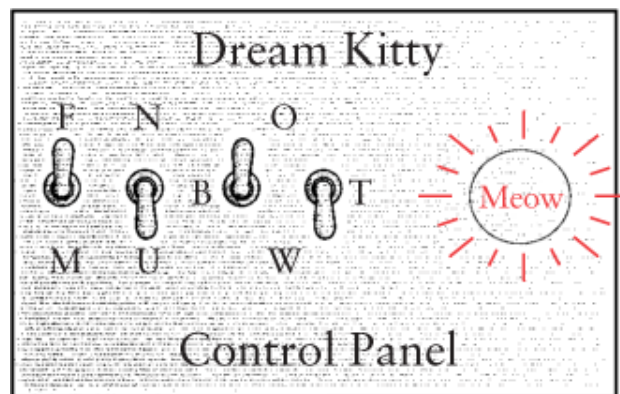 Dream Kitty
F N O
B T Meow
M U W
Control Panel